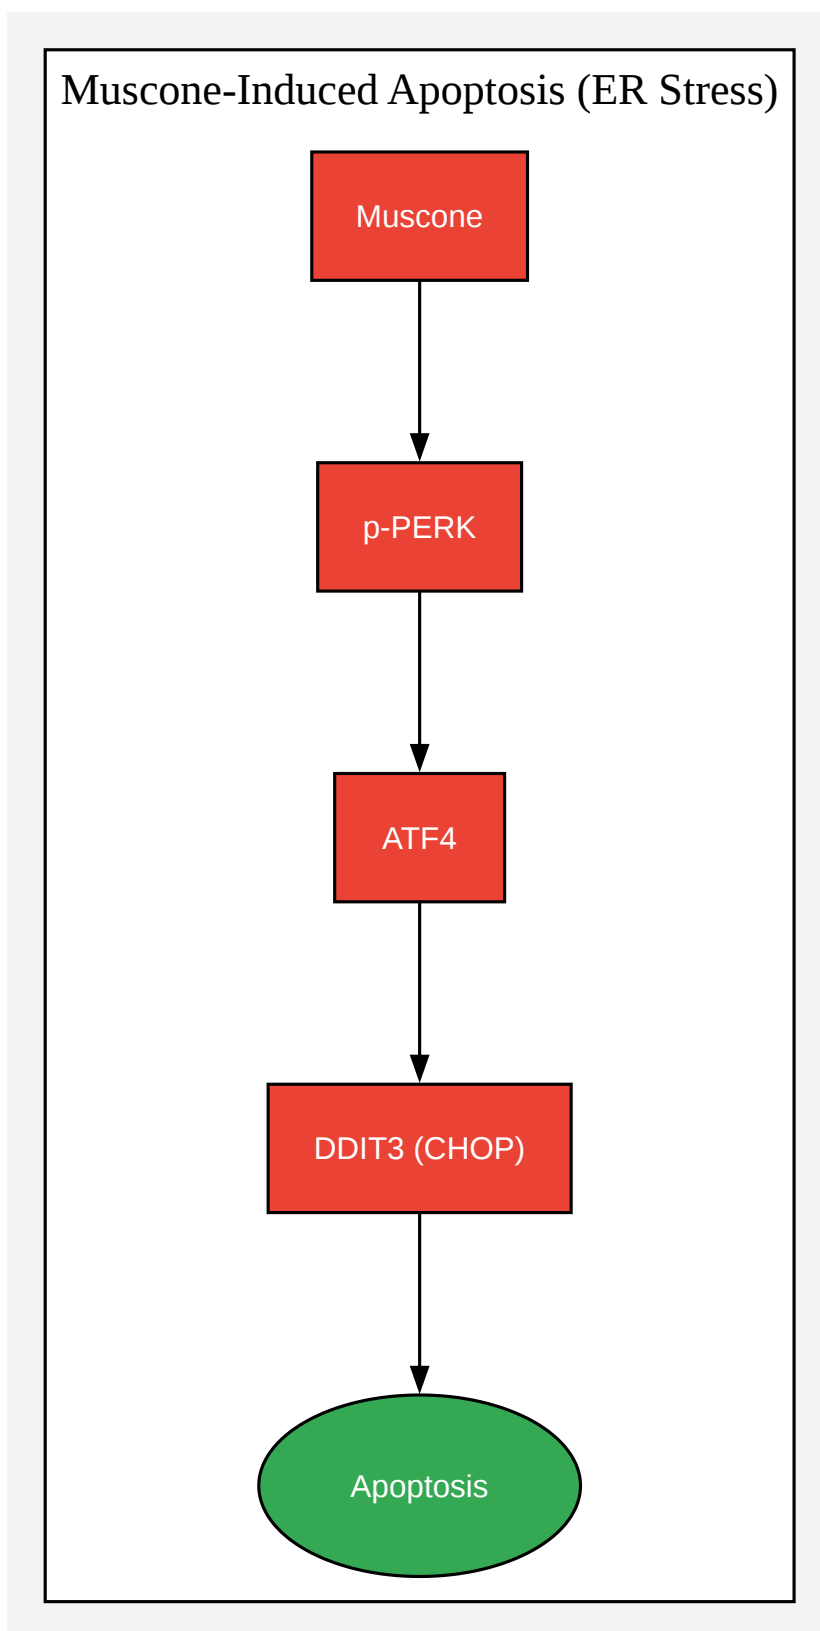 Muscone-Induced Apoptosis (ER Stress)
Muscone
p-PERK
ATF4
DDIT3 (CHOP)
Apoptosis